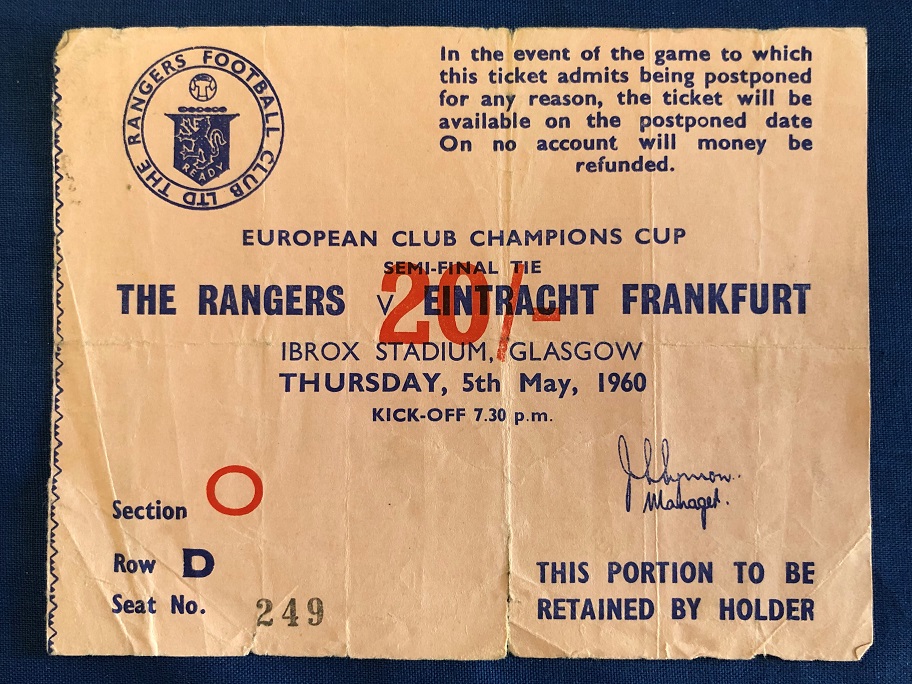 THE RANGERS FOOTBALL CLUB LTD
READY
In the event of the game to which
this ticket admits being postponed
for any reason, the ticket will be
available on the postponed date
On no account will money be
refunded.
EUROPEAN CLUB CHAMPIONS CUP
SEMI-FINAL TIE
THE RANGERS v EINTRACHT FRANKFURT
20/-
IBROX STADIUM, GLASGOW
THURSDAY, 5th May, 1960
KICK-OFF 7.30 p.m.
Manager.
Section O
Row D
Seat No. 249
THIS PORTION TO BE
RETAINED BY HOLDER